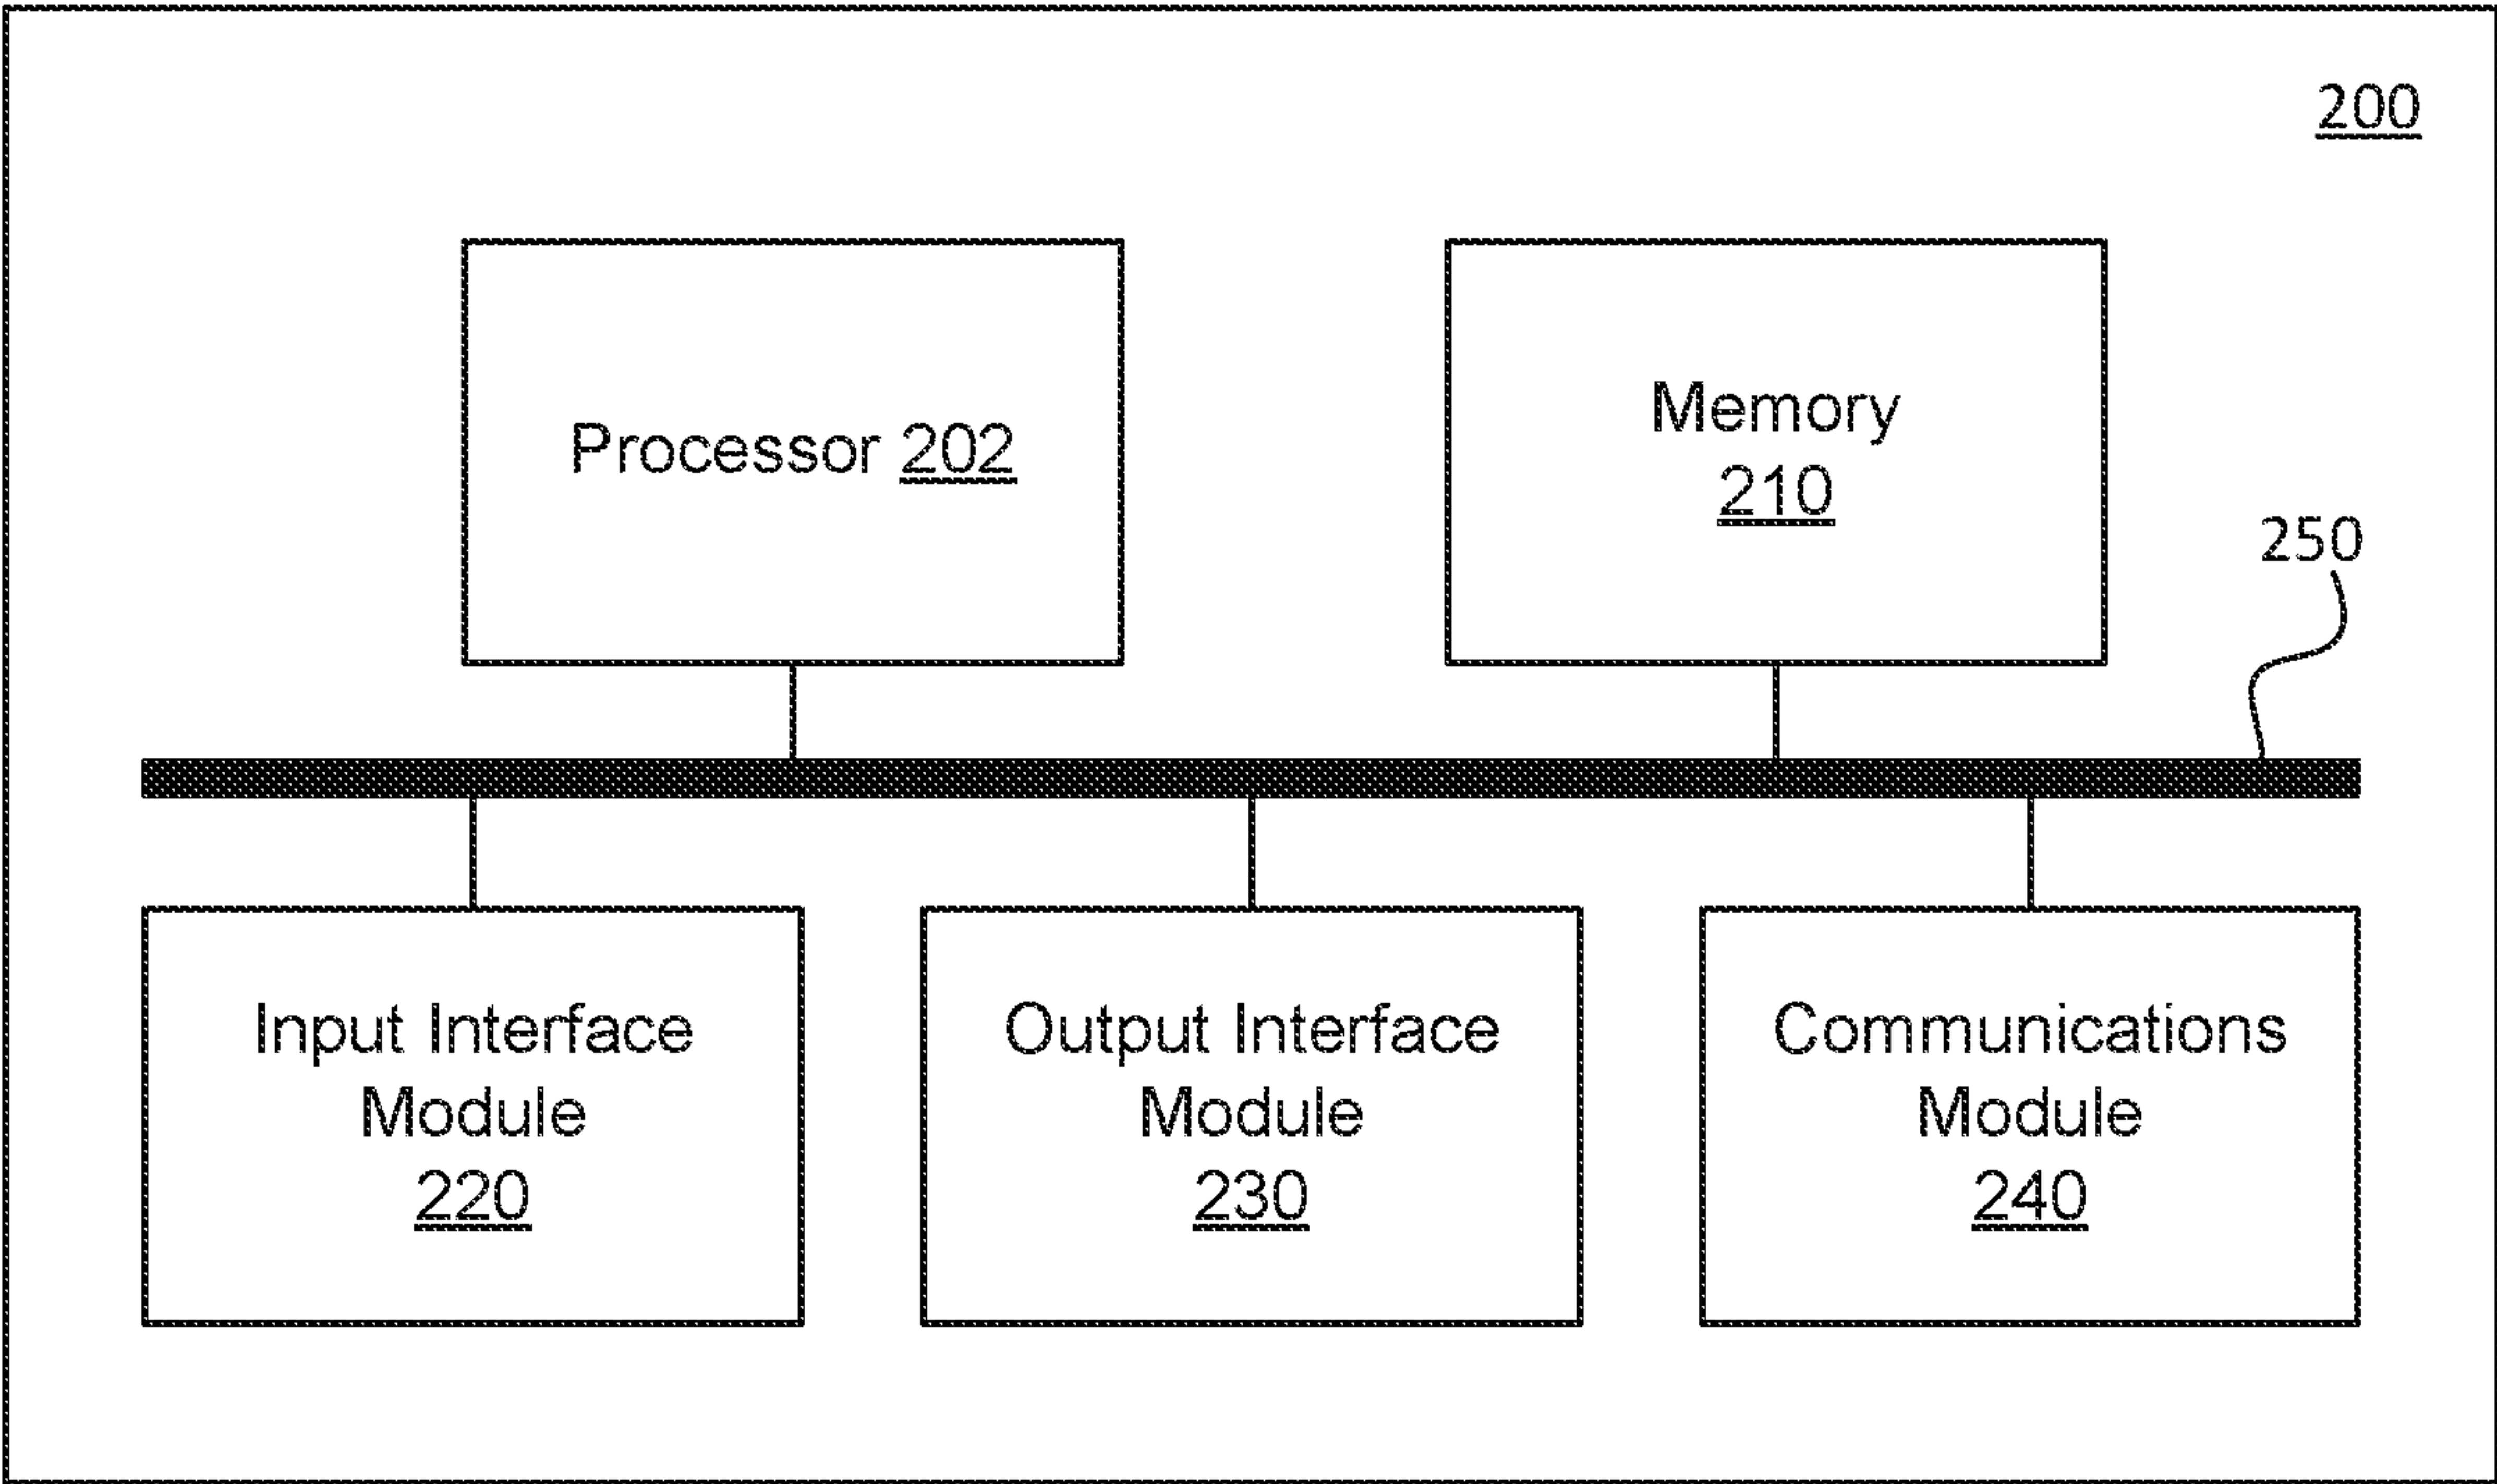 200
Processor 202
Memory
210
250
Input Interface
Module
220
Output Interface
Module
230
Communications
Module
240